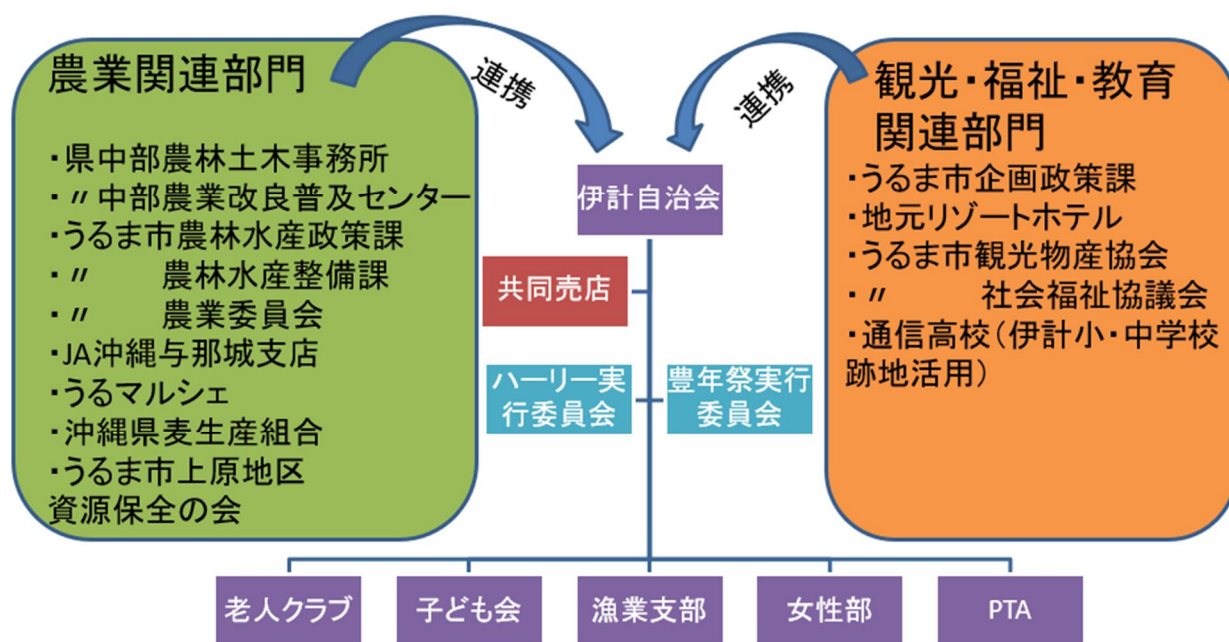 農業関連部門
・県中部農林土木事務所
・〃中部農業改良普及センター
・うるま市農林水産政策課
・〃　　農林水産整備課
・〃　　農業委員会
・JA沖縄与那城支店
・うるマルシェ
・沖縄県麦生産組合
・うるま市上原地区
資源保全の会
連携
連携
観光・福祉・教育
関連部門
・うるま市企画政策課
・地元リゾートホテル
・うるま市観光物産協会
・〃　　　社会福祉協議会
・通信高校（伊計小・中学校
跡地活用）
伊計自治会
共同売店
ハーリー実
行委員会
豊年祭実行
委員会
老人クラブ
子ども会
漁業支部
女性部
PTA